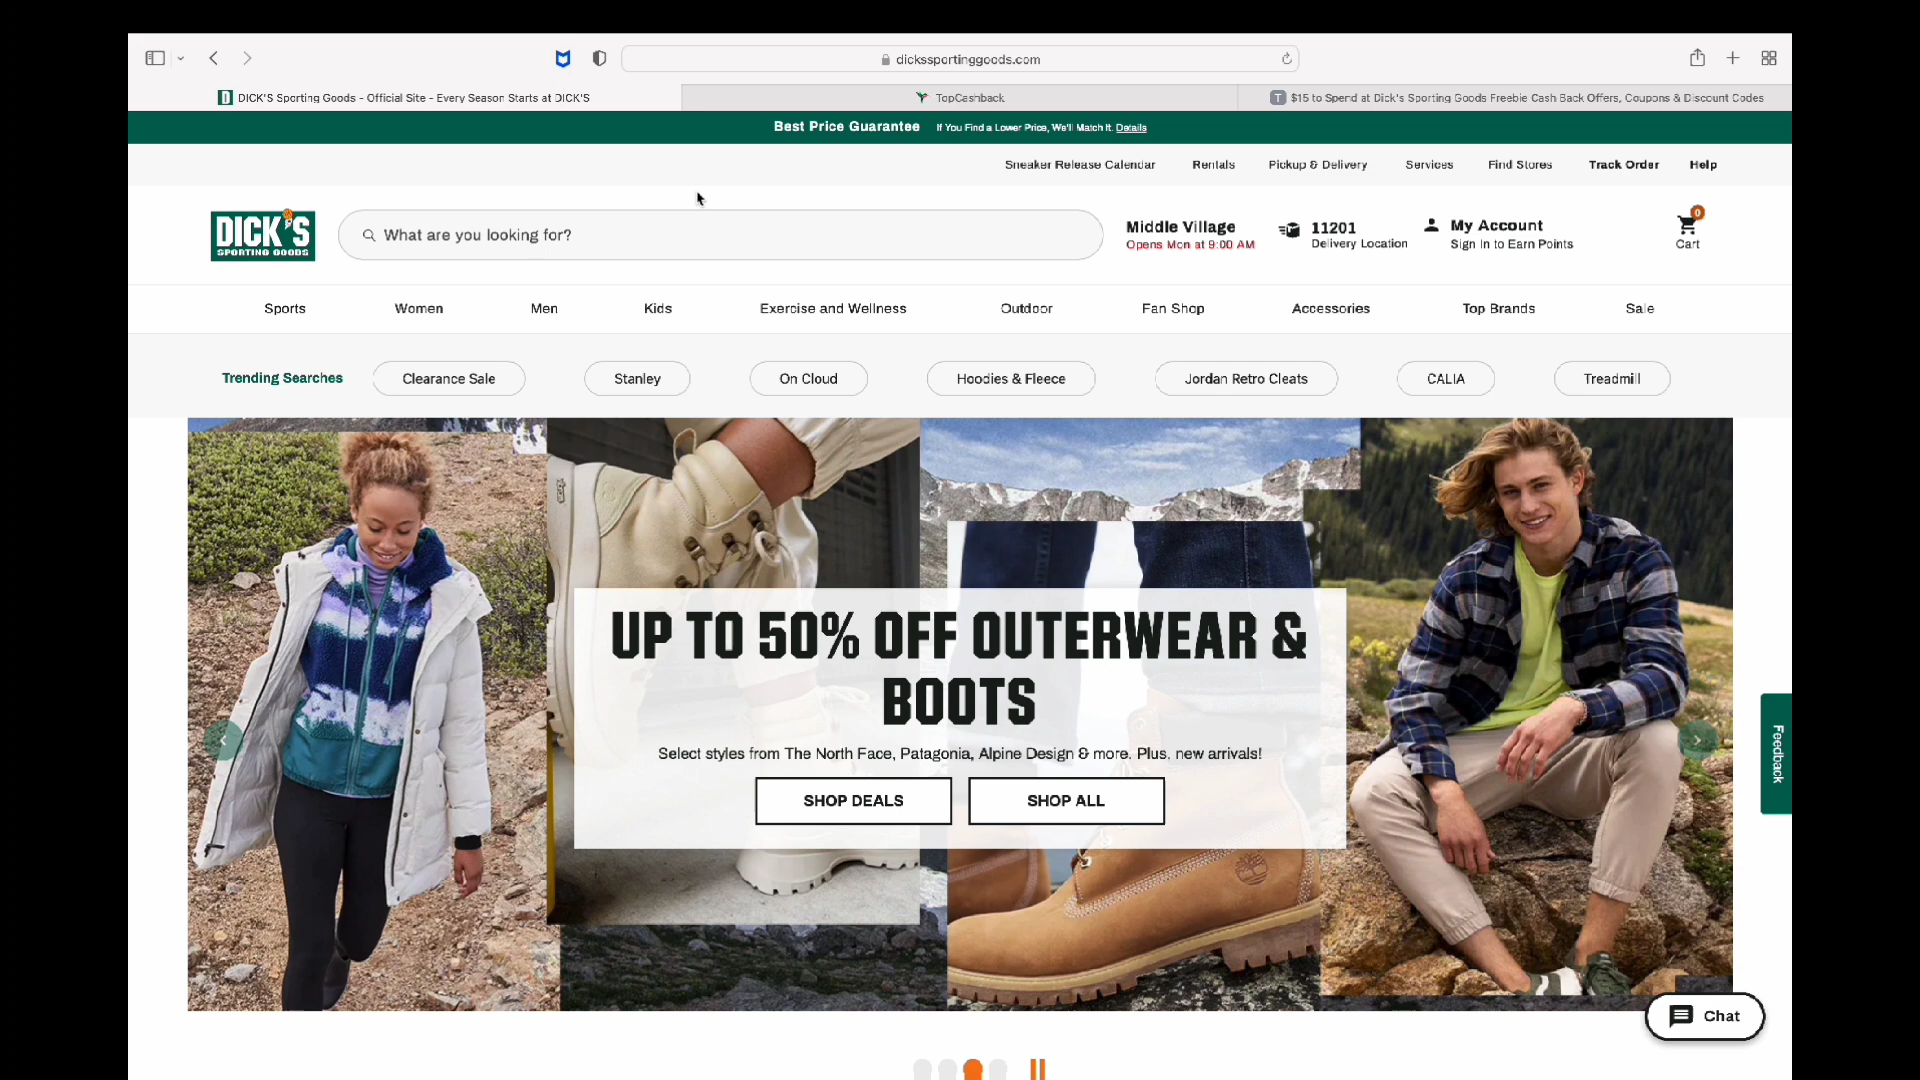 dickssportinggoods.com
DICK'S Sporting Goods - Official Site - Every Season Starts at DICK'S
TopCashback
T $15 to Spend at Dick's Sporting Goods Freebie Cash Back Offers, Coupons & Discount Codes
Best Price Guarantee If You Find a Lower Price, We'll Match It. Details
Sneaker Release Calendar Rentals Pickup & Delivery Services Find Stores Track Order Help
DICK'S
SPORTING GOODS
What are you looking for?
Middle Village
Opens Mon at 9:00 AM
11201
Delivery Location
My Account
Sign In to Earn Points
0
Cart
Sports Women Men Kids Exercise and Wellness Outdoor Fan Shop Accessories Top Brands Sale
Trending Searches Clearance Sale Stanley On Cloud Hoodies & Fleece Jordan Retro Cleats CALIA Treadmill
UP TO 50% OFF OUTERWEAR &
BOOTS
Select styles from The North Face, Patagonia, Alpine Design & more. Plus, new arrivals!
SHOP DEALS SHOP ALL
Feedback
Chat